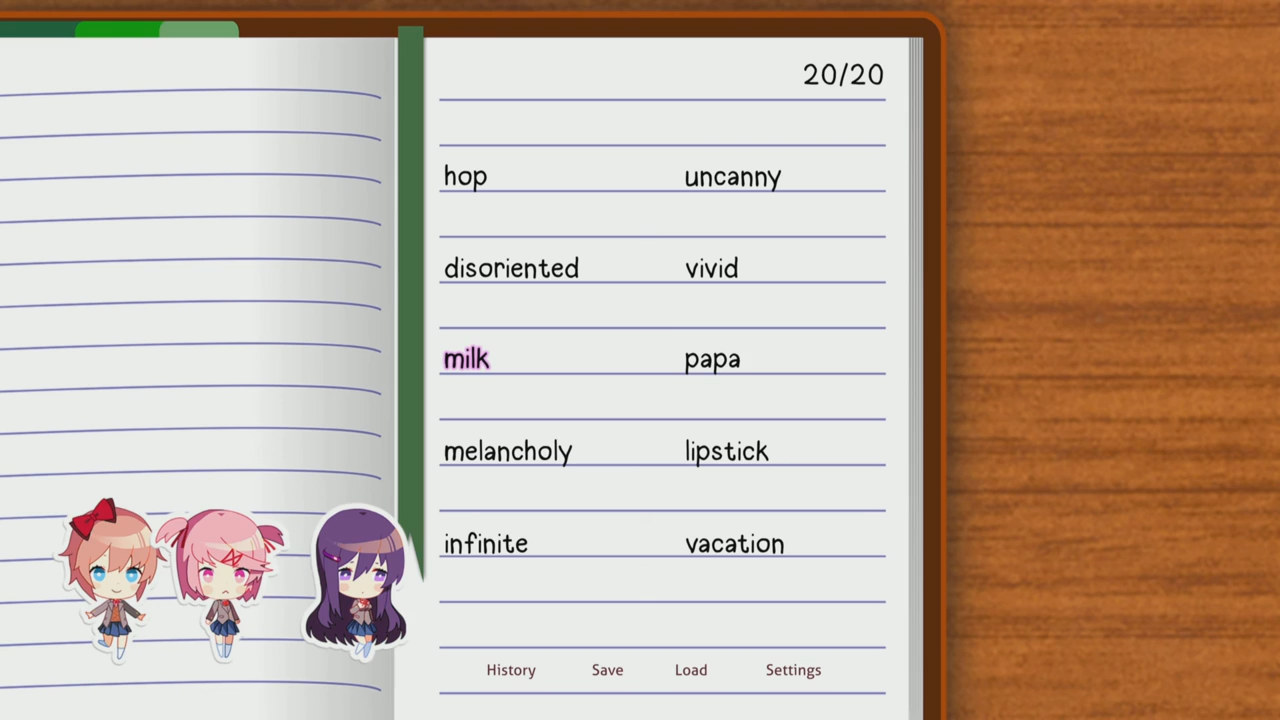 20/20
hop uncanny
disoriented vivid
milk papa
melancholy lipstick
infinite vacation
History Save Load Settings